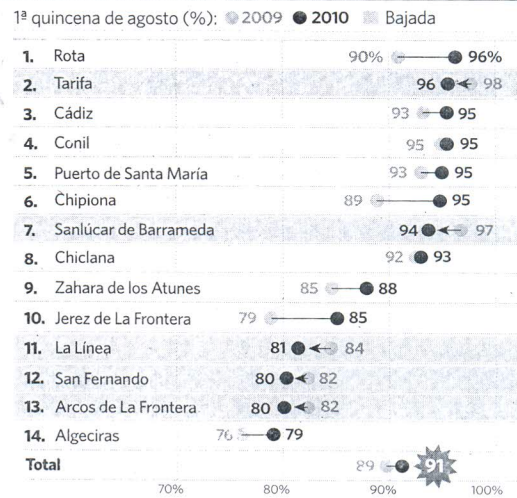 1ª quincena de agosto (%): 2009 2010 Bajada
1. Rota 90% 96%
2. Tarifa 96 98
3. Cádiz 93 95
4. Conil 95 95
5. Puerto de Santa María 93 95
6. Chipiona 89 95
7. Sanlúcar de Barrameda 94 97
8. Chiclana 92 93
9. Zahara de los Atunes 85 88
10. Jerez de La Frontera 79 85
11. La Línea 81 84
12. San Fernando 80 82
13. Arcos de La Frontera 80 82
14. Algeciras 76 79
Total 89 91
70% 80% 90% 100%